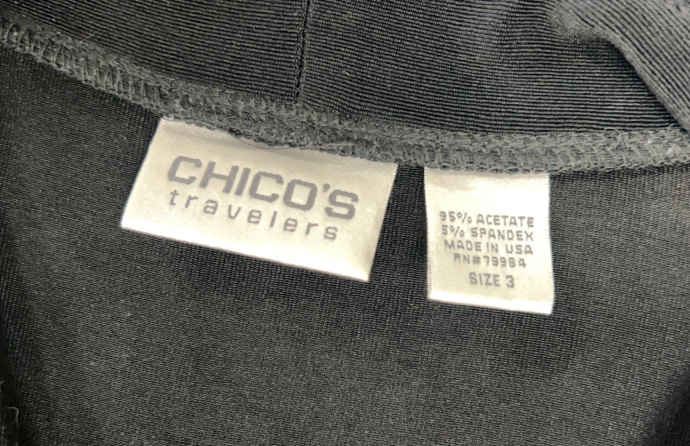 CHICO'S
travelers
95% ACETATE
5% SPANDEX
MADE IN USA
RN#79984
SIZE 3